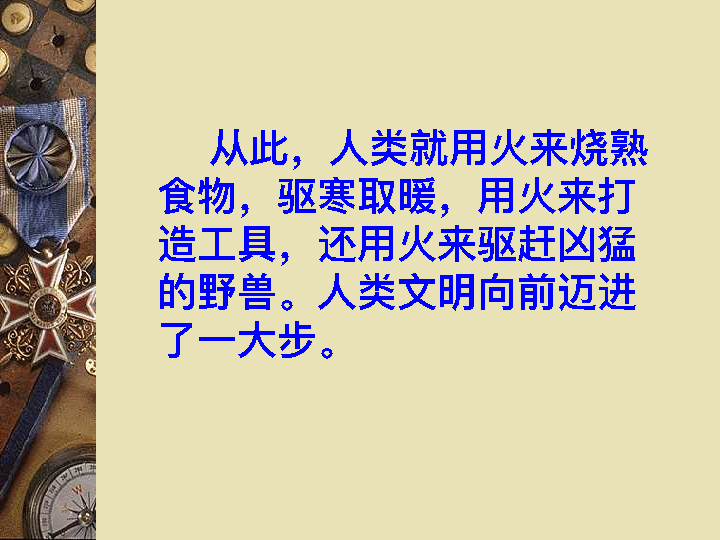 从此，人类就用火来烧熟
食物，驱寒取暖，用火来打
造工具，还用火来驱赶凶猛
的野兽。人类文明向前迈进
了一大步。
W